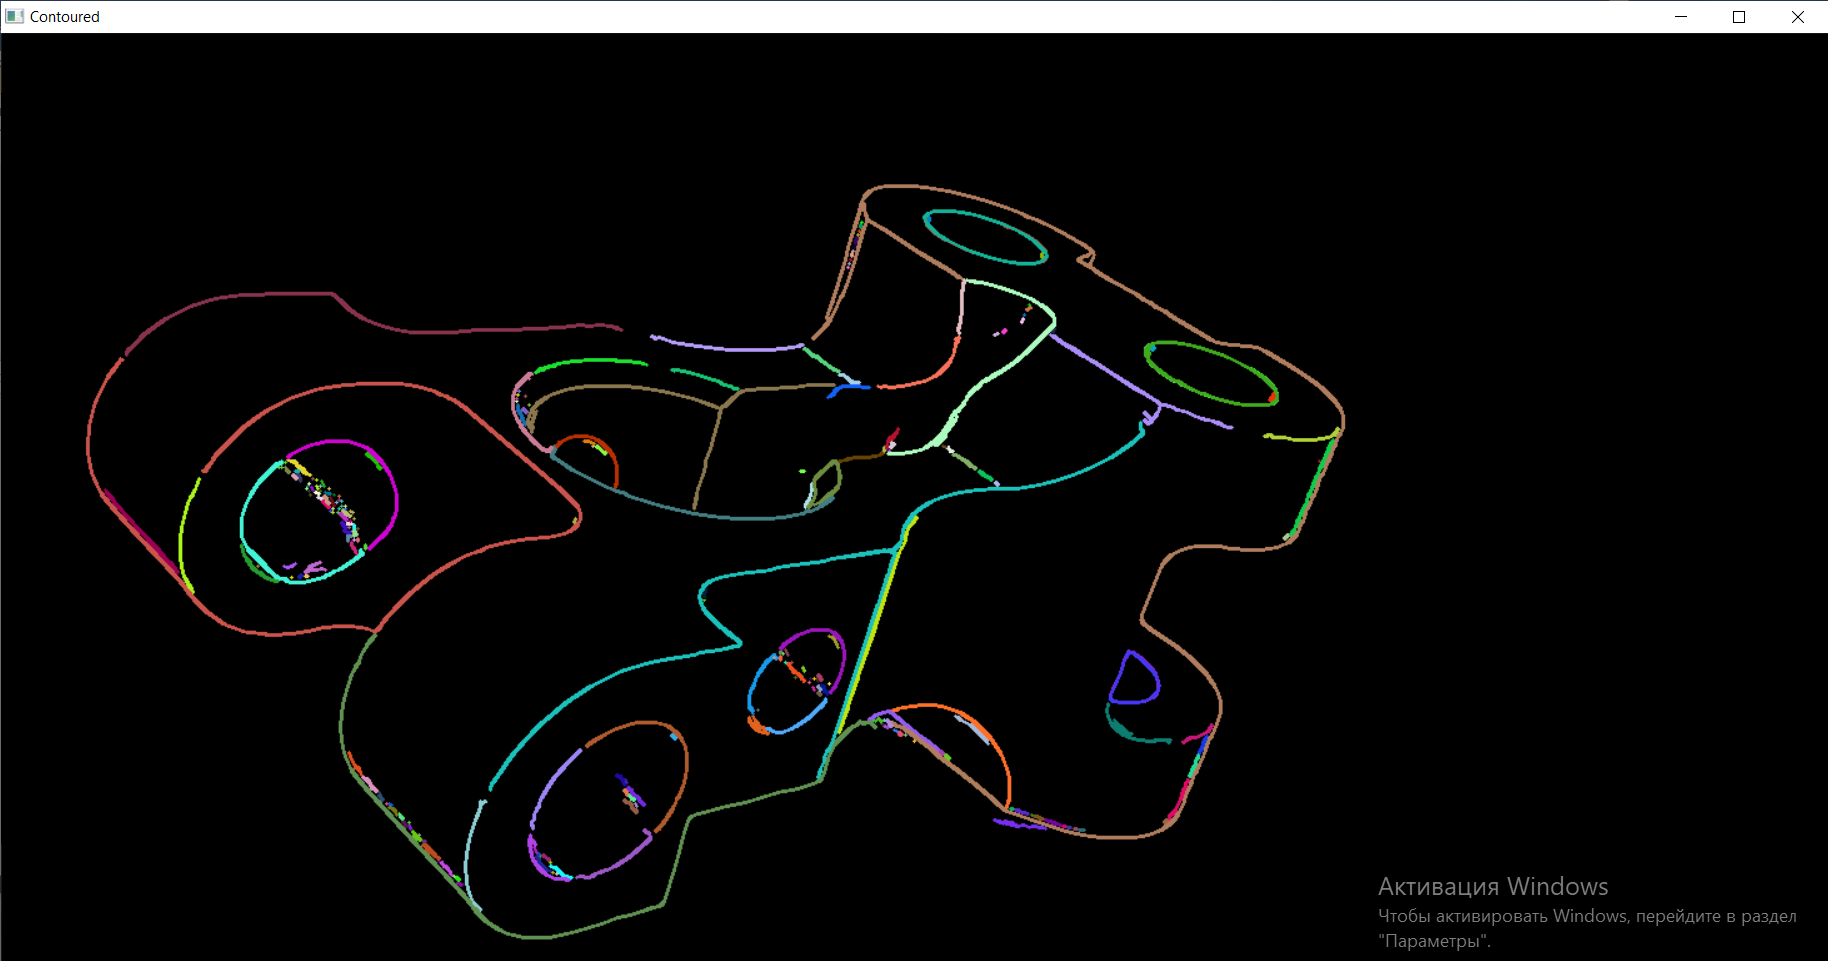 Contoured
Активация Windows
Чтобы активировать Windows, перейдите в раздел
"Параметры".